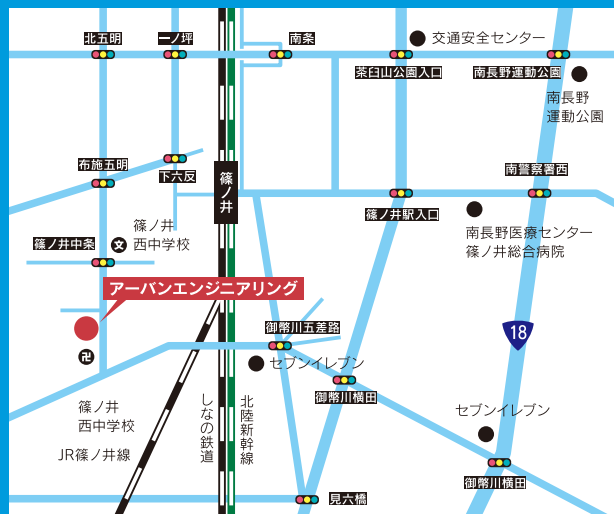 北五明
一ノ坪
南条
交通安全センター
茶臼山公園入口
南長野運動公園
南長野
運動公園
布施五明
下六反
篠ノ井
南警察署西
篠ノ井駅入口
篠ノ井
西中学校
文
篠ノ井中条
南長野医療センター
篠ノ井総合病院
アーバンエンジニアリング
御幣川五差路
18
卍
セブンイレブン
御幣川横田
篠ノ井
西中学校
しなの鉄道
北陸新幹線
セブンイレブン
JR篠ノ井線
御幣川横田
見六橋